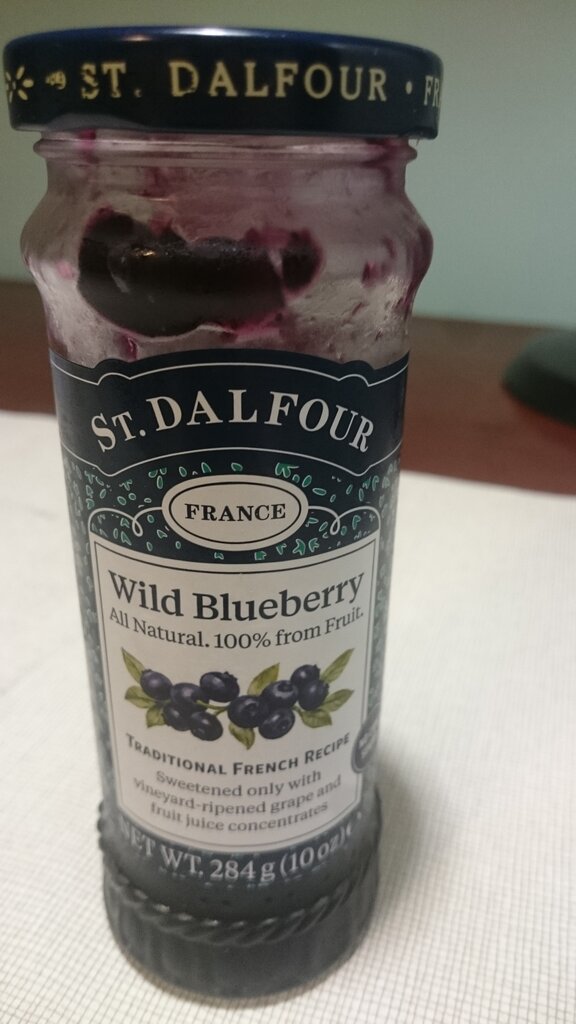 ST. DALFOUR • FR
ST. DALFOUR
FRANCE
Wild Blueberry
All Natural. 100% from Fruit.
TRADITIONAL FRENCH RECIPE
Sweetened only with
vineyard-ripened grape and
fruit juice concentrates
NET WT. 284 g (10 oz) e